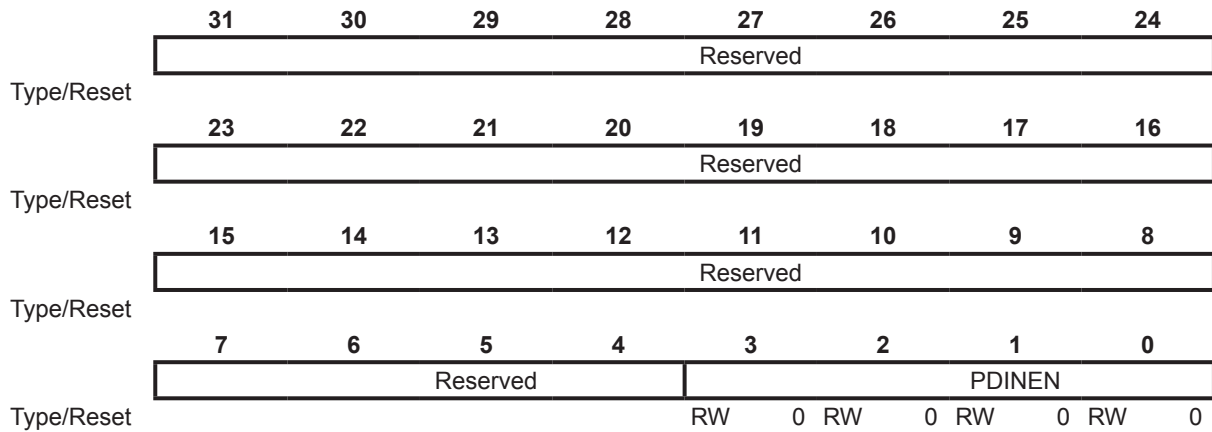 31 30 29 28 27 26 25 24
Reserved
Type/Reset
23 22 21 20 19 18 17 16
Reserved
Type/Reset
15 14 13 12 11 10 9 8
Reserved
Type/Reset
7 6 5 4 3 2 1 0
Reserved PDINEN
Type/Reset RW 0 RW 0 RW 0 RW 0